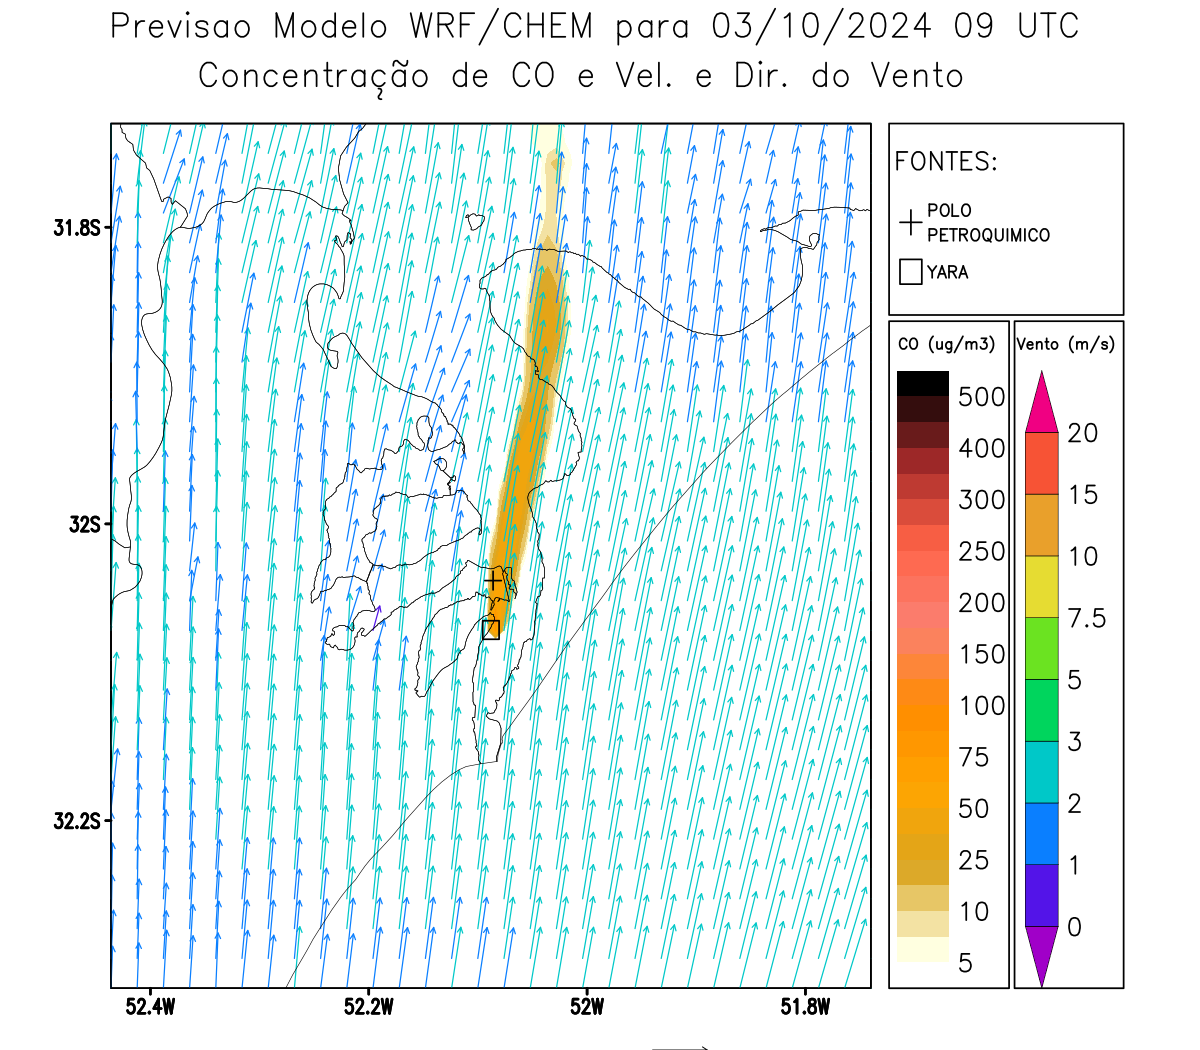 Previsao Modelo WRF/CHEM para 03/10/2024 09 UTC
Concentração de CO e Vel. e Dir. do Vento
FONTES:
POLO
PETROQUIMICO
YARA
CO (ug/m3)
500
400
300
250
200
150
100
75
50
25
10
5
Vento (m/s)
20
15
10
7.5
5
3
2
1
0
31.8S
32S
32.2S
52.4W
52.2W
52W
51.8W